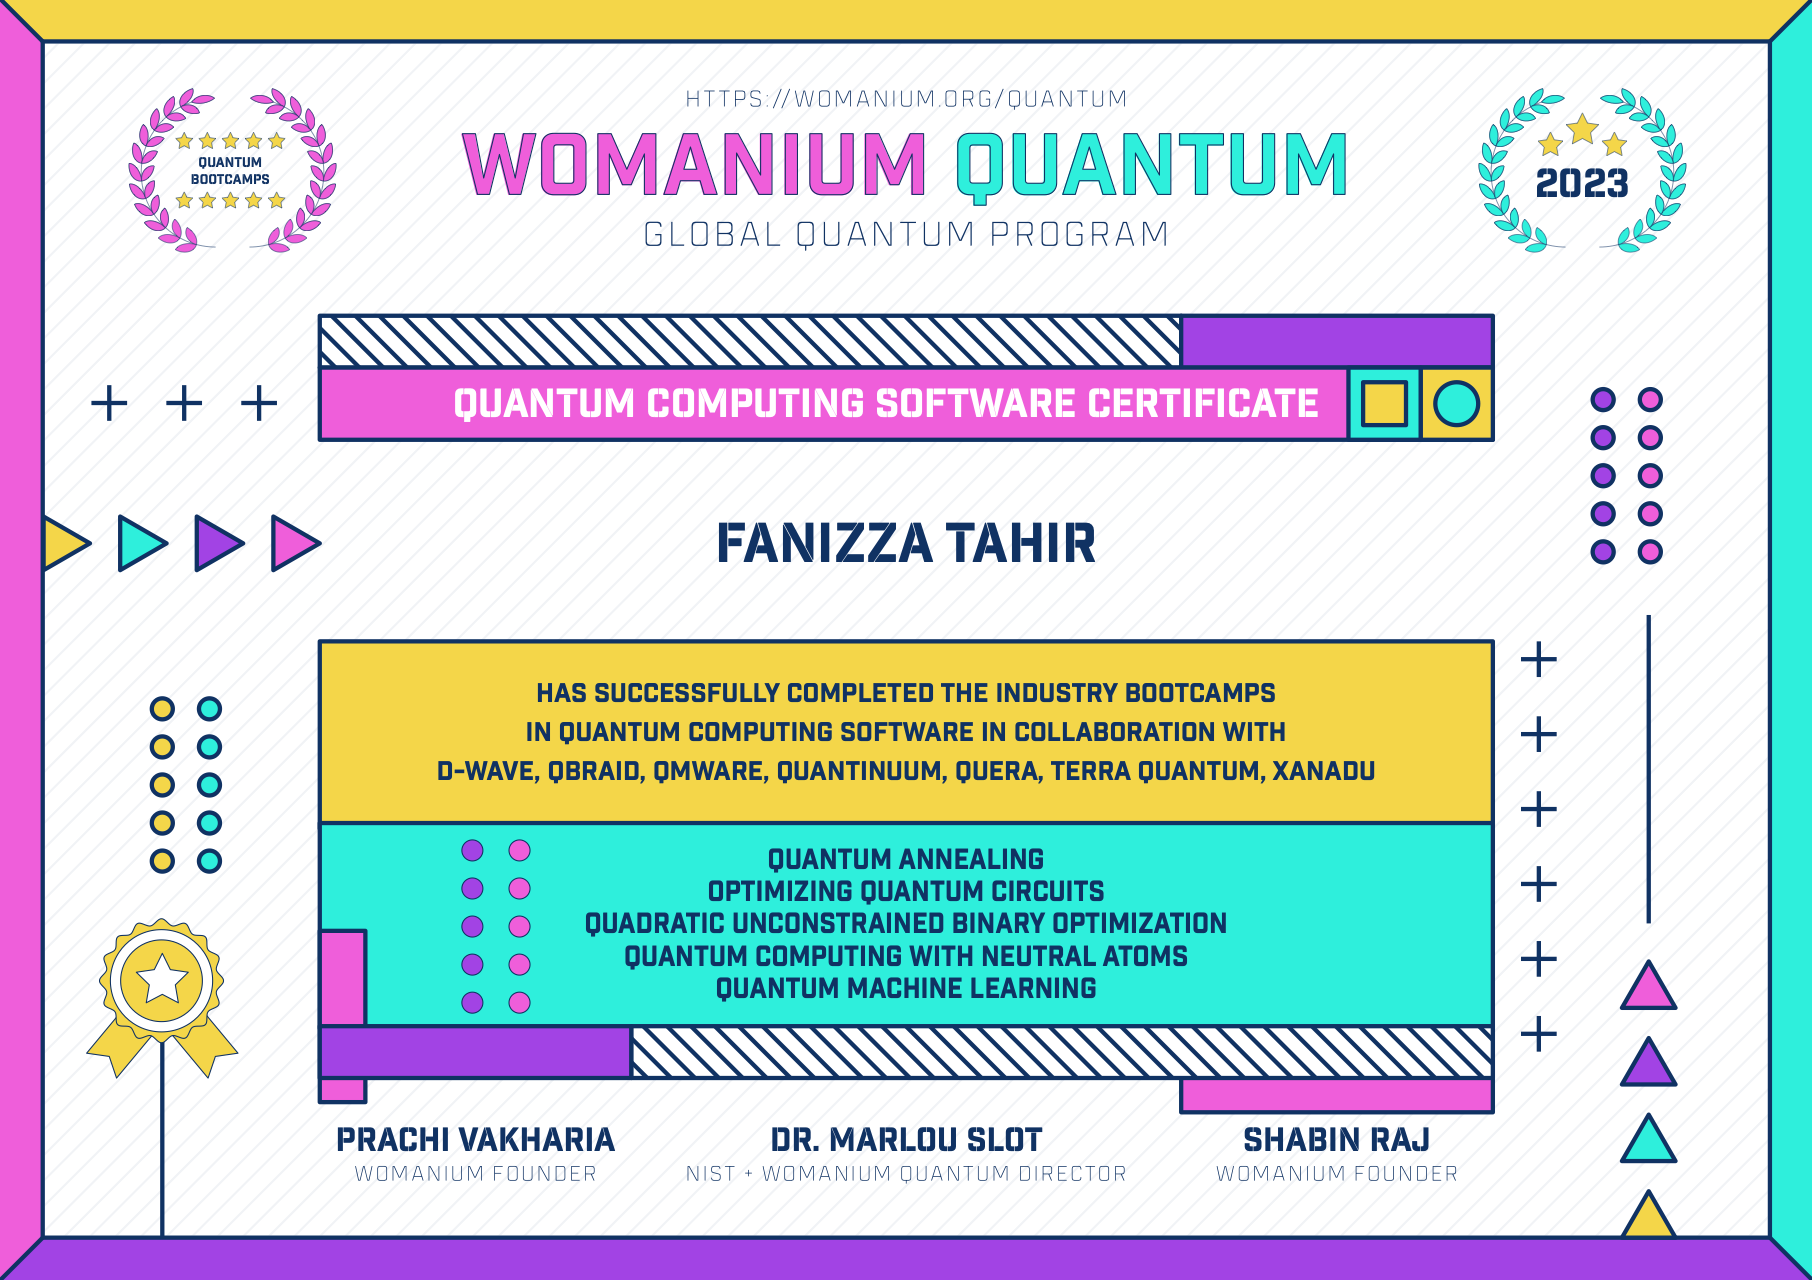 HTTPS://WOMANIUM.ORG/QUANTUM
WOMANIUM QUANTUM
GLOBAL QUANTUM PROGRAM
QUANTUM
BOOTCAMPS
2023
QUANTUM COMPUTING SOFTWARE CERTIFICATE
FANIZZA TAHIR
HAS SUCCESSFULLY COMPLETED THE INDUSTRY BOOTCAMPS
IN QUANTUM COMPUTING SOFTWARE IN COLLABORATION WITH
D-WAVE, QBRAID, QMWARE, QUANTINUUM, QUERA, TERRA QUANTUM, XANADU
QUANTUM ANNEALING
OPTIMIZING QUANTUM CIRCUITS
QUADRATIC UNCONSTRAINED BINARY OPTIMIZATION
QUANTUM COMPUTING WITH NEUTRAL ATOMS
QUANTUM MACHINE LEARNING
PRACHI VAKHARIA
WOMANIUM FOUNDER
DR. MARLOU SLOT
NIST + WOMANIUM QUANTUM DIRECTOR
SHABIN RAJ
WOMANIUM FOUNDER